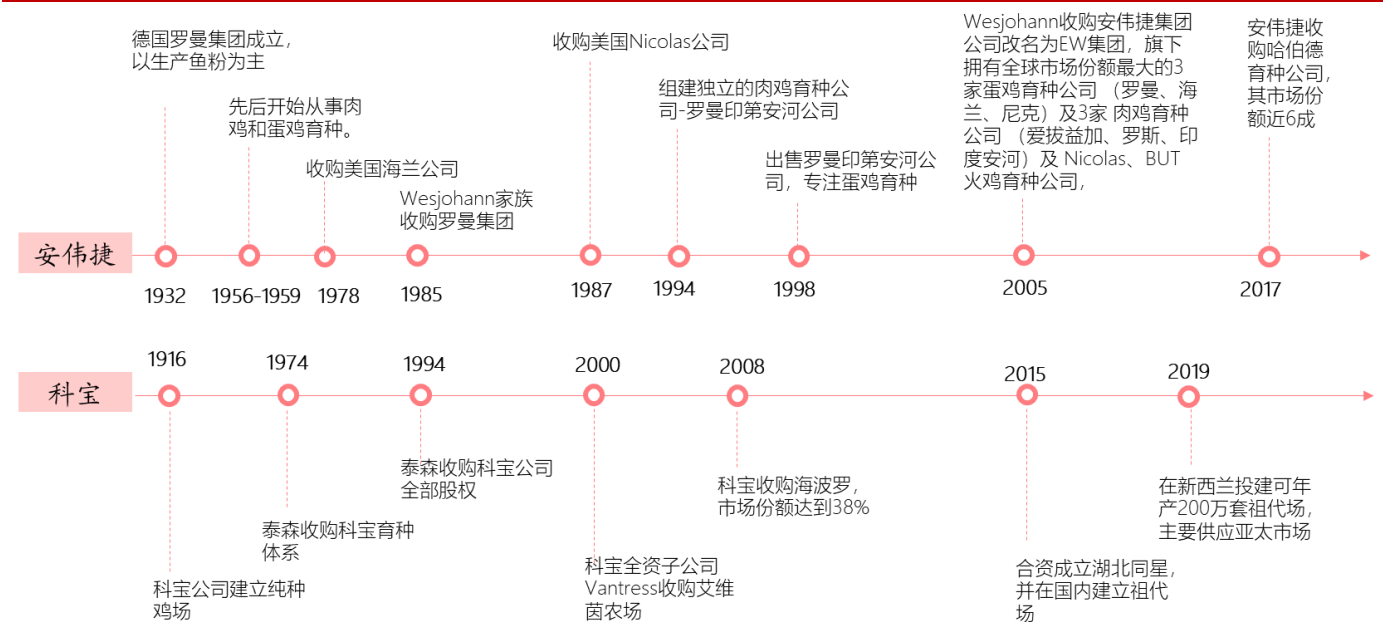 德国罗曼集团成立，
以生产鱼粉为主
先后开始从事肉
鸡和蛋鸡育种。
收购美国海兰公司
Wesjohann家族
收购罗曼集团
收购美国Nicolas公司
组建独立的肉鸡育种公
司-罗曼印第安河公司
出售罗曼印第安河公
司，专注蛋鸡育种
Wesjohann收购安伟捷集团
公司改名为EW集团，旗下
拥有全球市场份额最大的3
家蛋鸡育种公司 （罗曼、海
兰、尼克）及3家 肉鸡育种
公司 （爱拔益加、罗斯、印
度安河）及 Nicolas、BUT
火鸡育种公司，
安伟捷收
购哈伯德
育种公司，
其市场份
额近6成
安伟捷
1932
1956-1959
1978
1985
1987
1994
1998
2005
2017
科宝
1916
1974
1994
2000
2008
2015
2019
科宝公司建立纯种
鸡场
泰森收购科宝育种
体系
泰森收购科宝公司
全部股权
科宝全资子公司
Vantress收购艾维
茵农场
科宝收购海波罗，
市场份额达到38%
合资成立湖北同星，
并在国内建立祖代
场
在新西兰投建可年
产200万套祖代场，
主要供应亚太市场